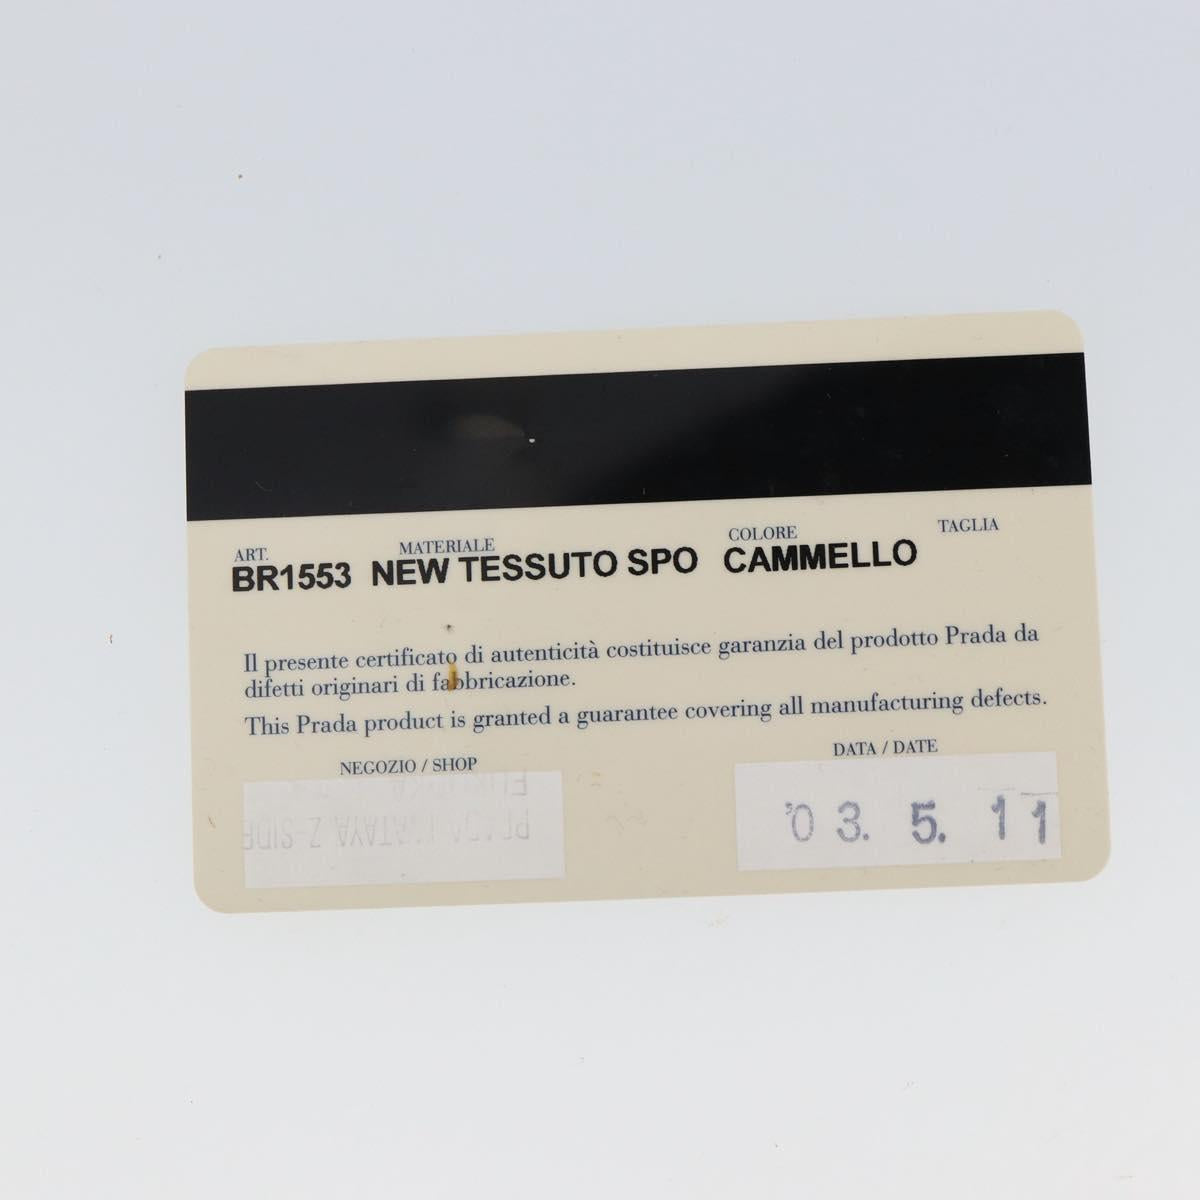 ART. MATERIALE COLORE TAGLIA
BR1553 NEW TESSUTO SPO CAMMELLO
Il presente certificato di autenticità costituisce garanzia del prodotto Prada da
difetti originari di fabbricazione.
This Prada product is granted a guarantee covering all manufacturing defects.
NEGOZIO / SHOP DATA / DATE
Z-SIDE
'03. 5. 11